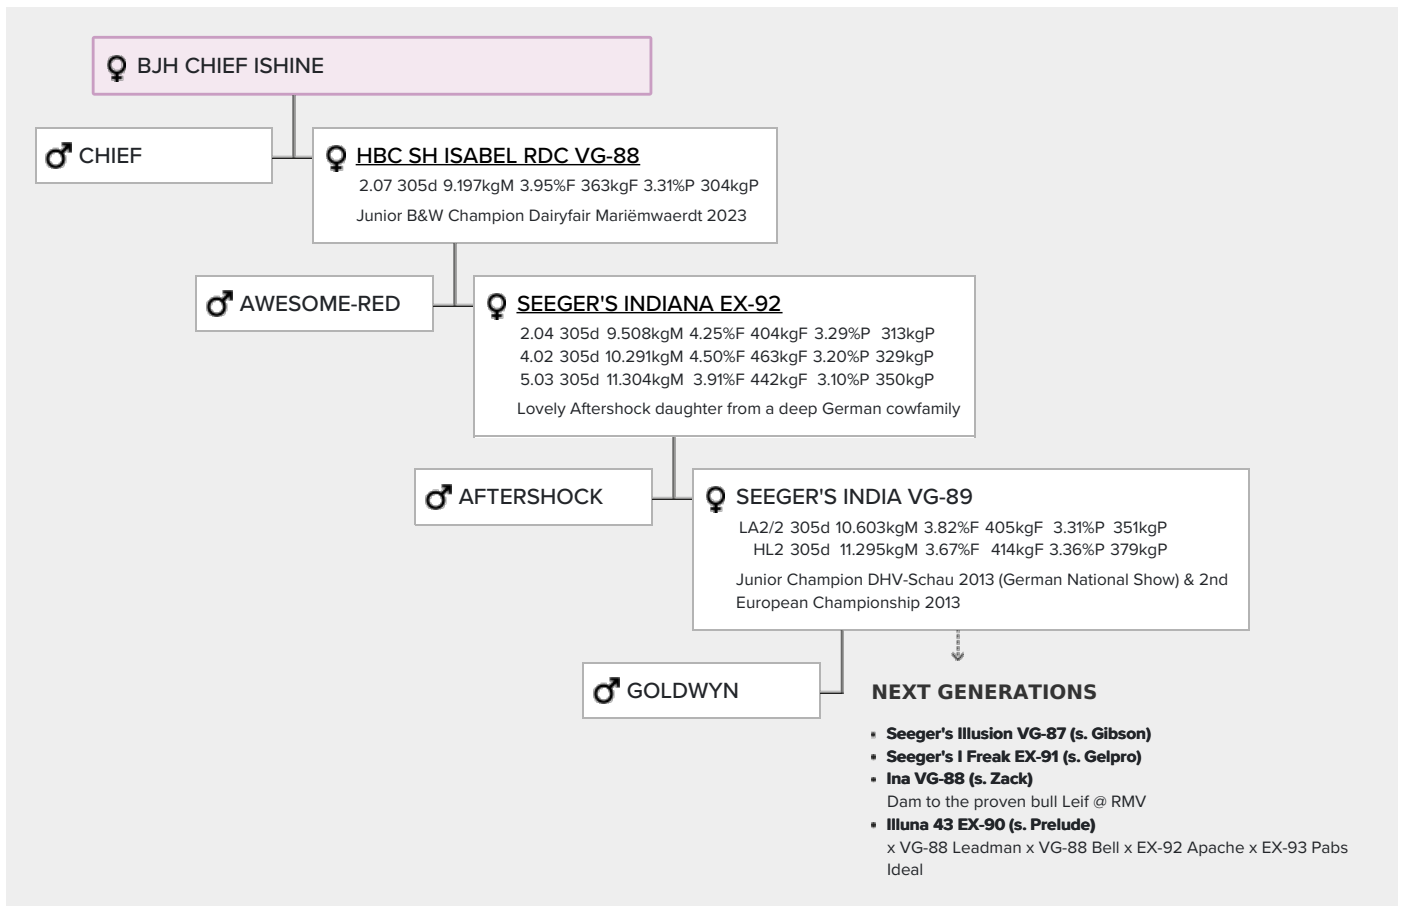 BJH CHIEF ISHINE
CHIEF
HBC SH ISABEL RDC VG-88
2.07 305d 9.197kgM 3.95%F 363kgF 3.31%P 304kgP
Junior B&W Champion Dairyfair Mariëmwaerdt 2023
AWESOME-RED
SEEGER'S INDIANA EX-92
2.04 305d 9.508kgM 4.25%F 404kgF 3.29%P 313kgP
4.02 305d 10.291kgM 4.50%F 463kgF 3.20%P 329kgP
5.03 305d 11.304kgM 3.91%F 442kgF 3.10%P 350kgP
Lovely Aftershock daughter from a deep German cowfamily
AFTERSHOCK
SEEGER'S INDIA VG-89
LA2/2 305d 10.603kgM 3.82%F 405kgF 3.31%P 351kgP
HL2 305d 11.295kgM 3.67%F 414kgF 3.36%P 379kgP
Junior Champion DHV-Schau 2013 (German National Show) & 2nd
European Championship 2013
GOLDWYN
NEXT GENERATIONS
Seeger's Illusion VG-87 (s. Gibson)
Seeger's I Freak EX-91 (s. Gelpro)
Ina VG-88 (s. Zack)
Dam to the proven bull Leif @ RMV
Illuna 43 EX-90 (s. Prelude)
x VG-88 Leadman x VG-88 Bell x EX-92 Apache x EX-93 Pabs
Ideal